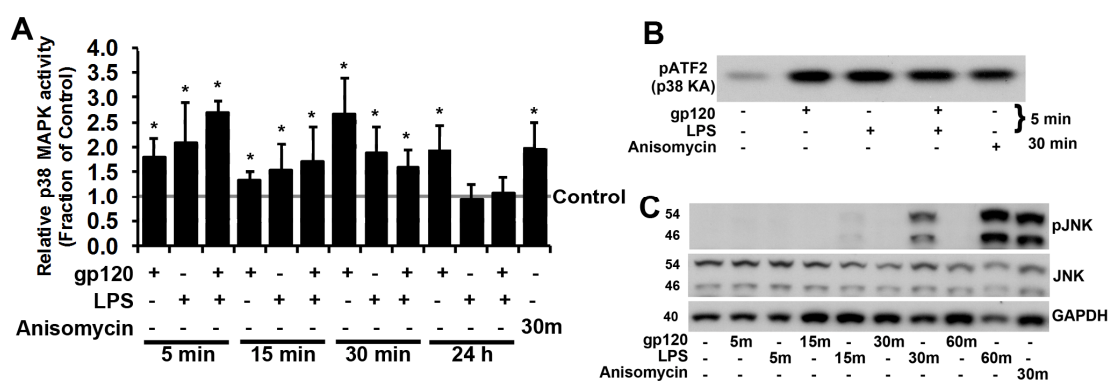 A
Relative p38 MAPK activity
(Fraction of Control)
4.0
3.5
3.0
2.5
2.0
1.5
1.0
0.5
0.0
* * * * * * * * * * *
Control
gp120 + - + + - + + - + + - + -
LPS - + + - + + - + + - + + -
Anisomycin - - - - - - - - - - - - 30m
5 min 15 min 30 min 24 h
B
pATF2
(p38 KA)
gp120 - + - + -
LPS - - + + -
Anisomycin - - - - +
} 5 min
30 min
C
54
46
pJNK
54
46
JNK
40
GAPDH
gp120 - 5m - 15m - 30m - 60m - -
LPS - - 5m - 15m - 30m - 60m -
Anisomycin - - - - - - - - - 30m